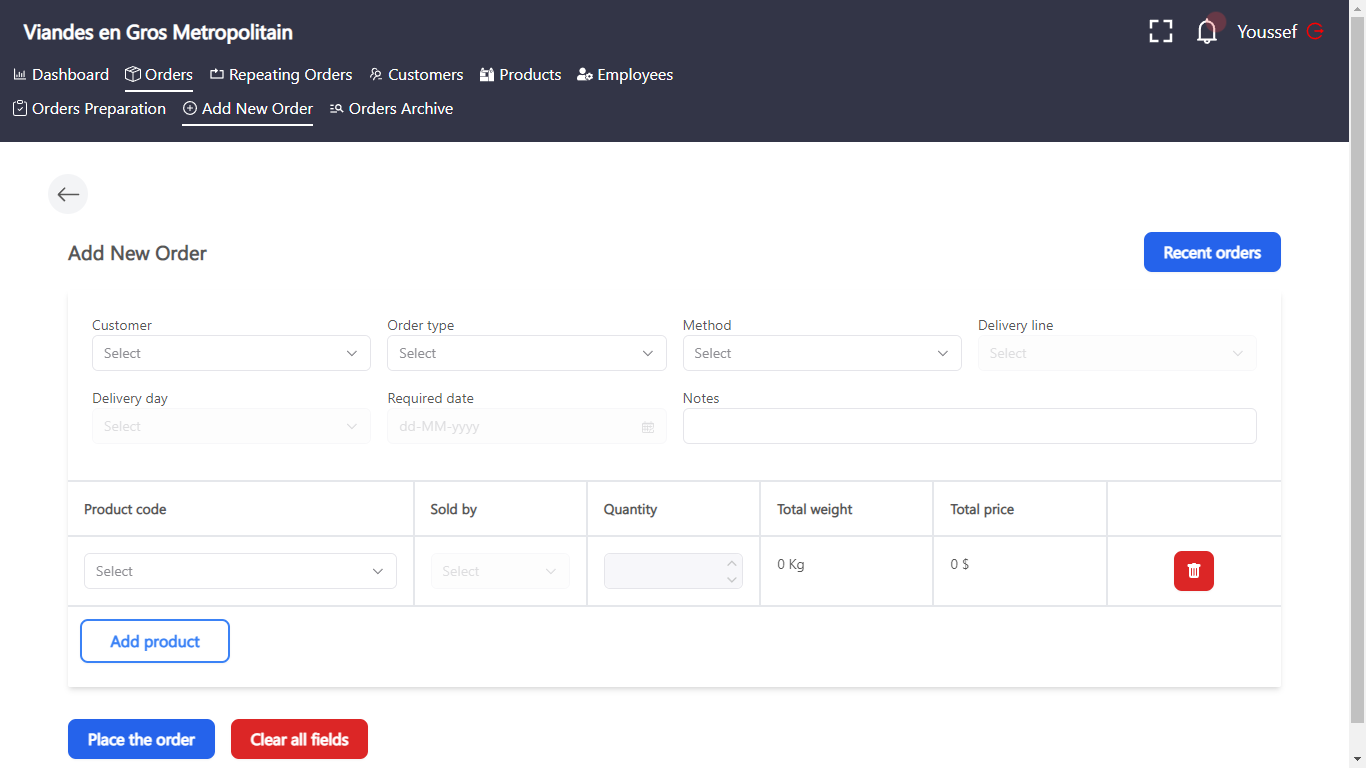 Viandes en Gros Metropolitain
Youssef
Dashboard Orders Repeating Orders Customers Products Employees
Orders Preparation Add New Order Orders Archive
Add New Order
Recent orders
Customer Order type Method Delivery line
Select Select Select Select
Delivery day Required date Notes
Select dd-MM-yyyy
Product code Sold by Quantity Total weight Total price
Select Select 0 Kg 0 $
Add product
Place the order Clear all fields